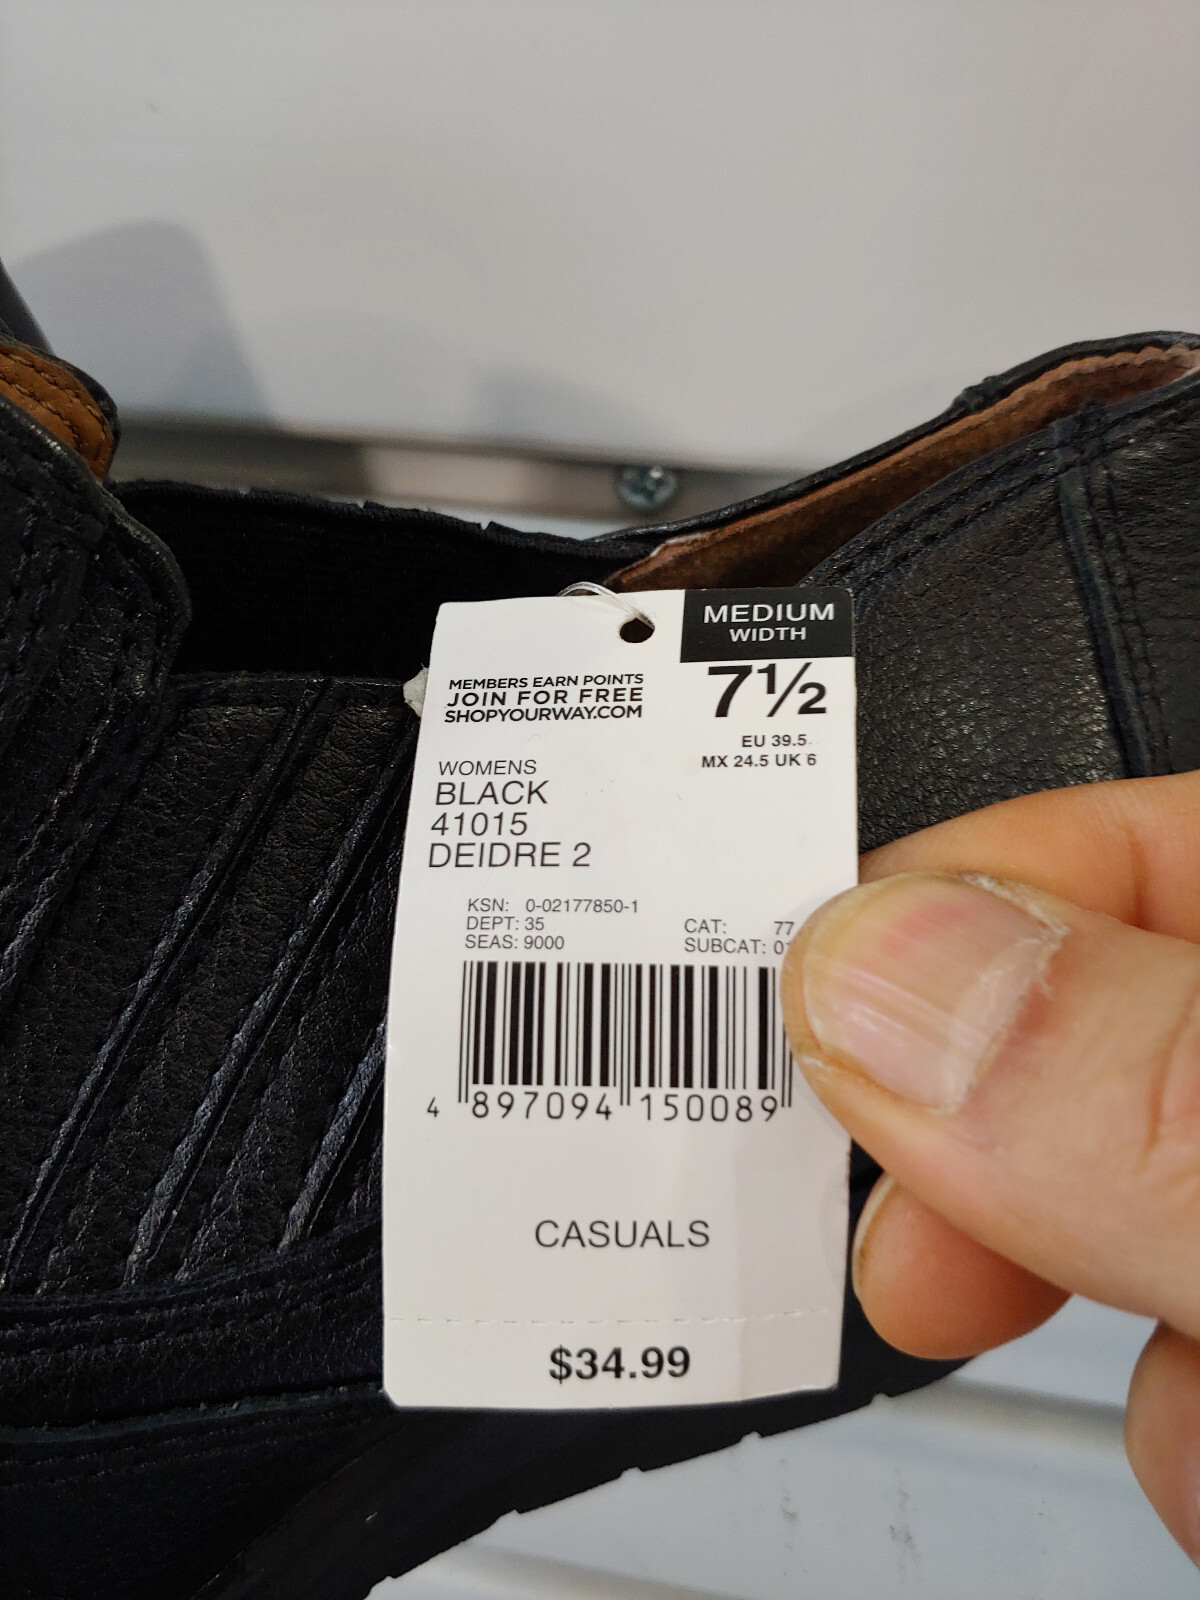 MEDIUM
WIDTH
7½
EU 39.5
MX 24.5 UK 6
MEMBERS EARN POINTS
JOIN FOR FREE
SHOPYOURWAY.COM
WOMENS
BLACK
41015
DEIDRE 2
KSN: 0-02177850-1
DEPT: 35
CAT: 77
SEAS: 9000
SUBCAT:
4 897094 150089
CASUALS
$34.99